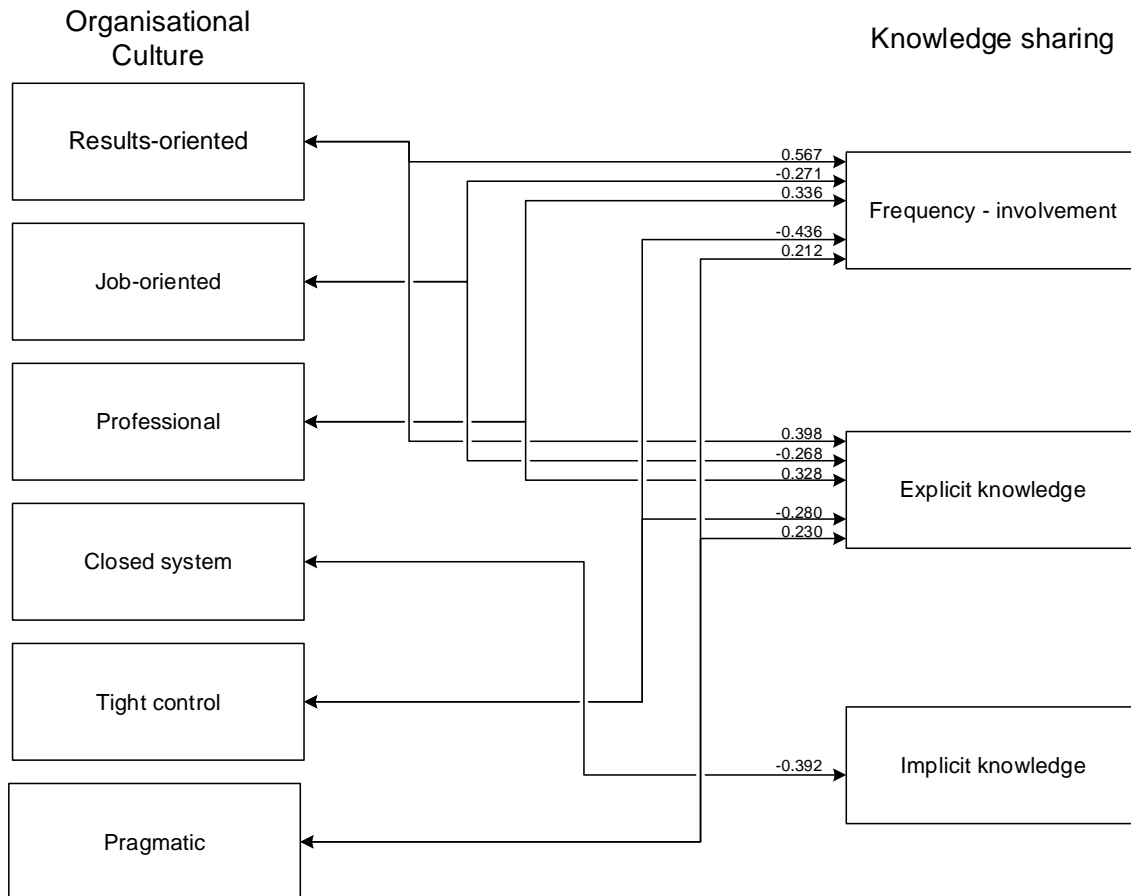 Organisational
Culture
Knowledge sharing
Results-oriented
Job-oriented
Professional
Closed system
Tight control
Pragmatic
0.567
-0.271
0.336
-0.436
0.212
Frequency - involvement
0.398
-0.268
0.328
-0.280
0.230
Explicit knowledge
-0.392
Implicit knowledge